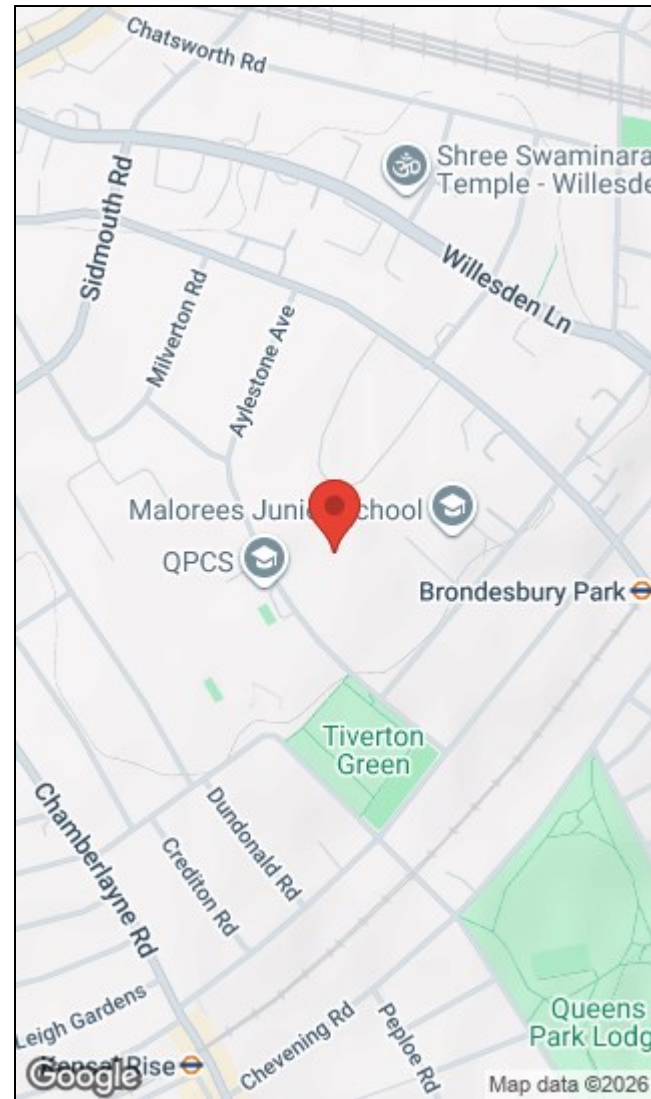 Chatsworth Rd
Shree Swaminara
Temple - Willesde
Sidmouth Rd
Willesden Ln
Milverton Rd
Aylestone Ave
Malorees Juni
chool
QPCS
Brondesbury Park
Tiverton
Green
Dundonald Rd
Crediton Rd
Chamberlayne Rd
Leigh Gardens
Chevening Rd
Peploe Rd
Queens
Park Lodg
Rise
Google
Map data ©2026